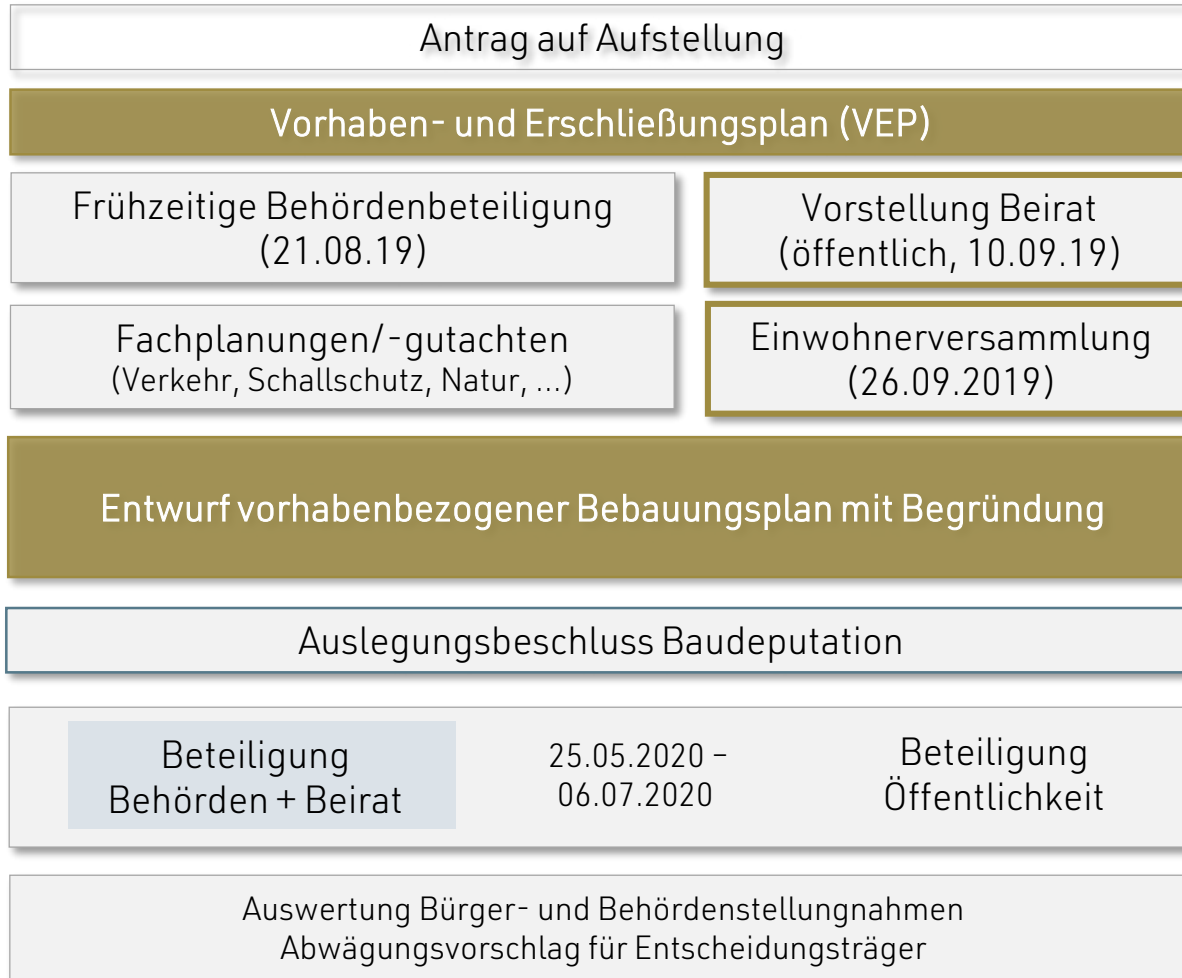 Antrag auf Aufstellung
Vorhaben- und Erschließungsplan (VEP)
Frühzeitige Behördenbeteiligung
(21.08.19)
Vorstellung Beirat
(öffentlich, 10.09.19)
Fachplanungen/-gutachten
(Verkehr, Schallschutz, Natur, ...)
Einwohnerversammlung
(26.09.2019)
Entwurf vorhabenbezogener Bebauungsplan mit Begründung
Auslegungsbeschluss Baudeputation
Beteiligung
Behörden + Beirat
25.05.2020 –
06.07.2020
Beteiligung
Öffentlichkeit
Auswertung Bürger- und Behördenstellungnahmen
Abwägungsvorschlag für Entscheidungsträger